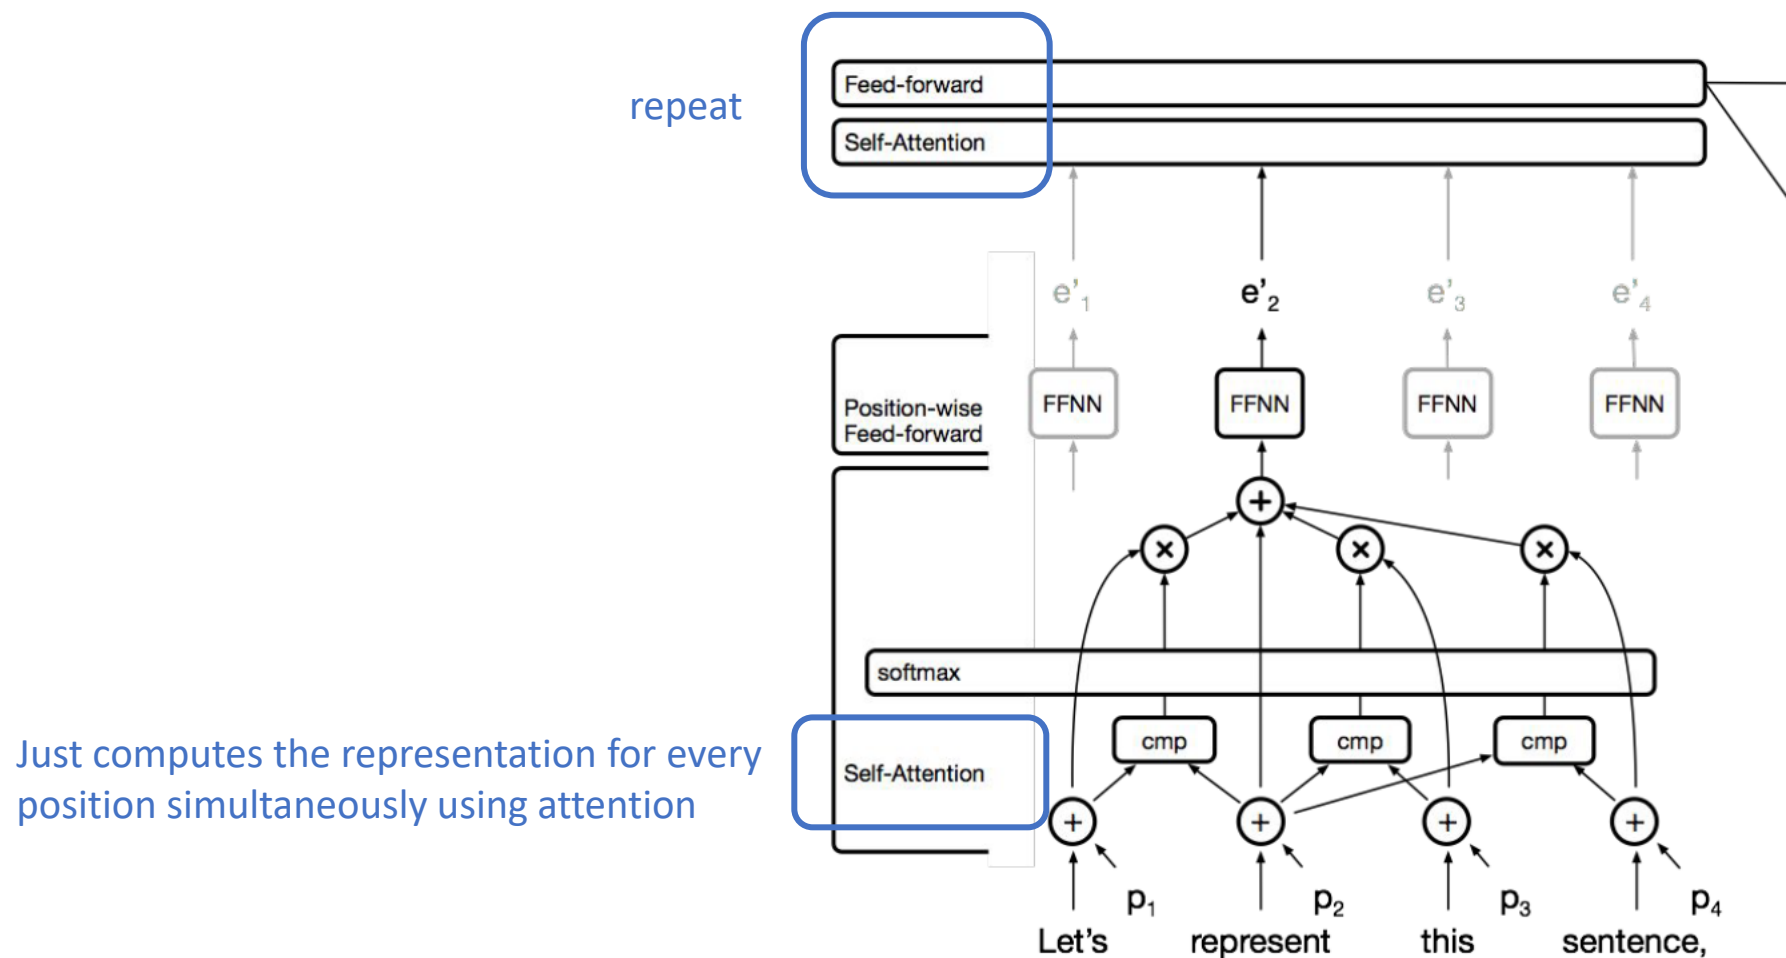 repeat
Feed-forward
Self-Attention
e'1 e'2 e'3 e'4
Position-wise
Feed-forward
FFNN FFNN FFNN FFNN
+
× × ×
softmax
cmp cmp cmp
Just computes the representation for every
position simultaneously using attention
Self-Attention
+ + + +
p1 p2 p3 p4
Let's represent this sentence,